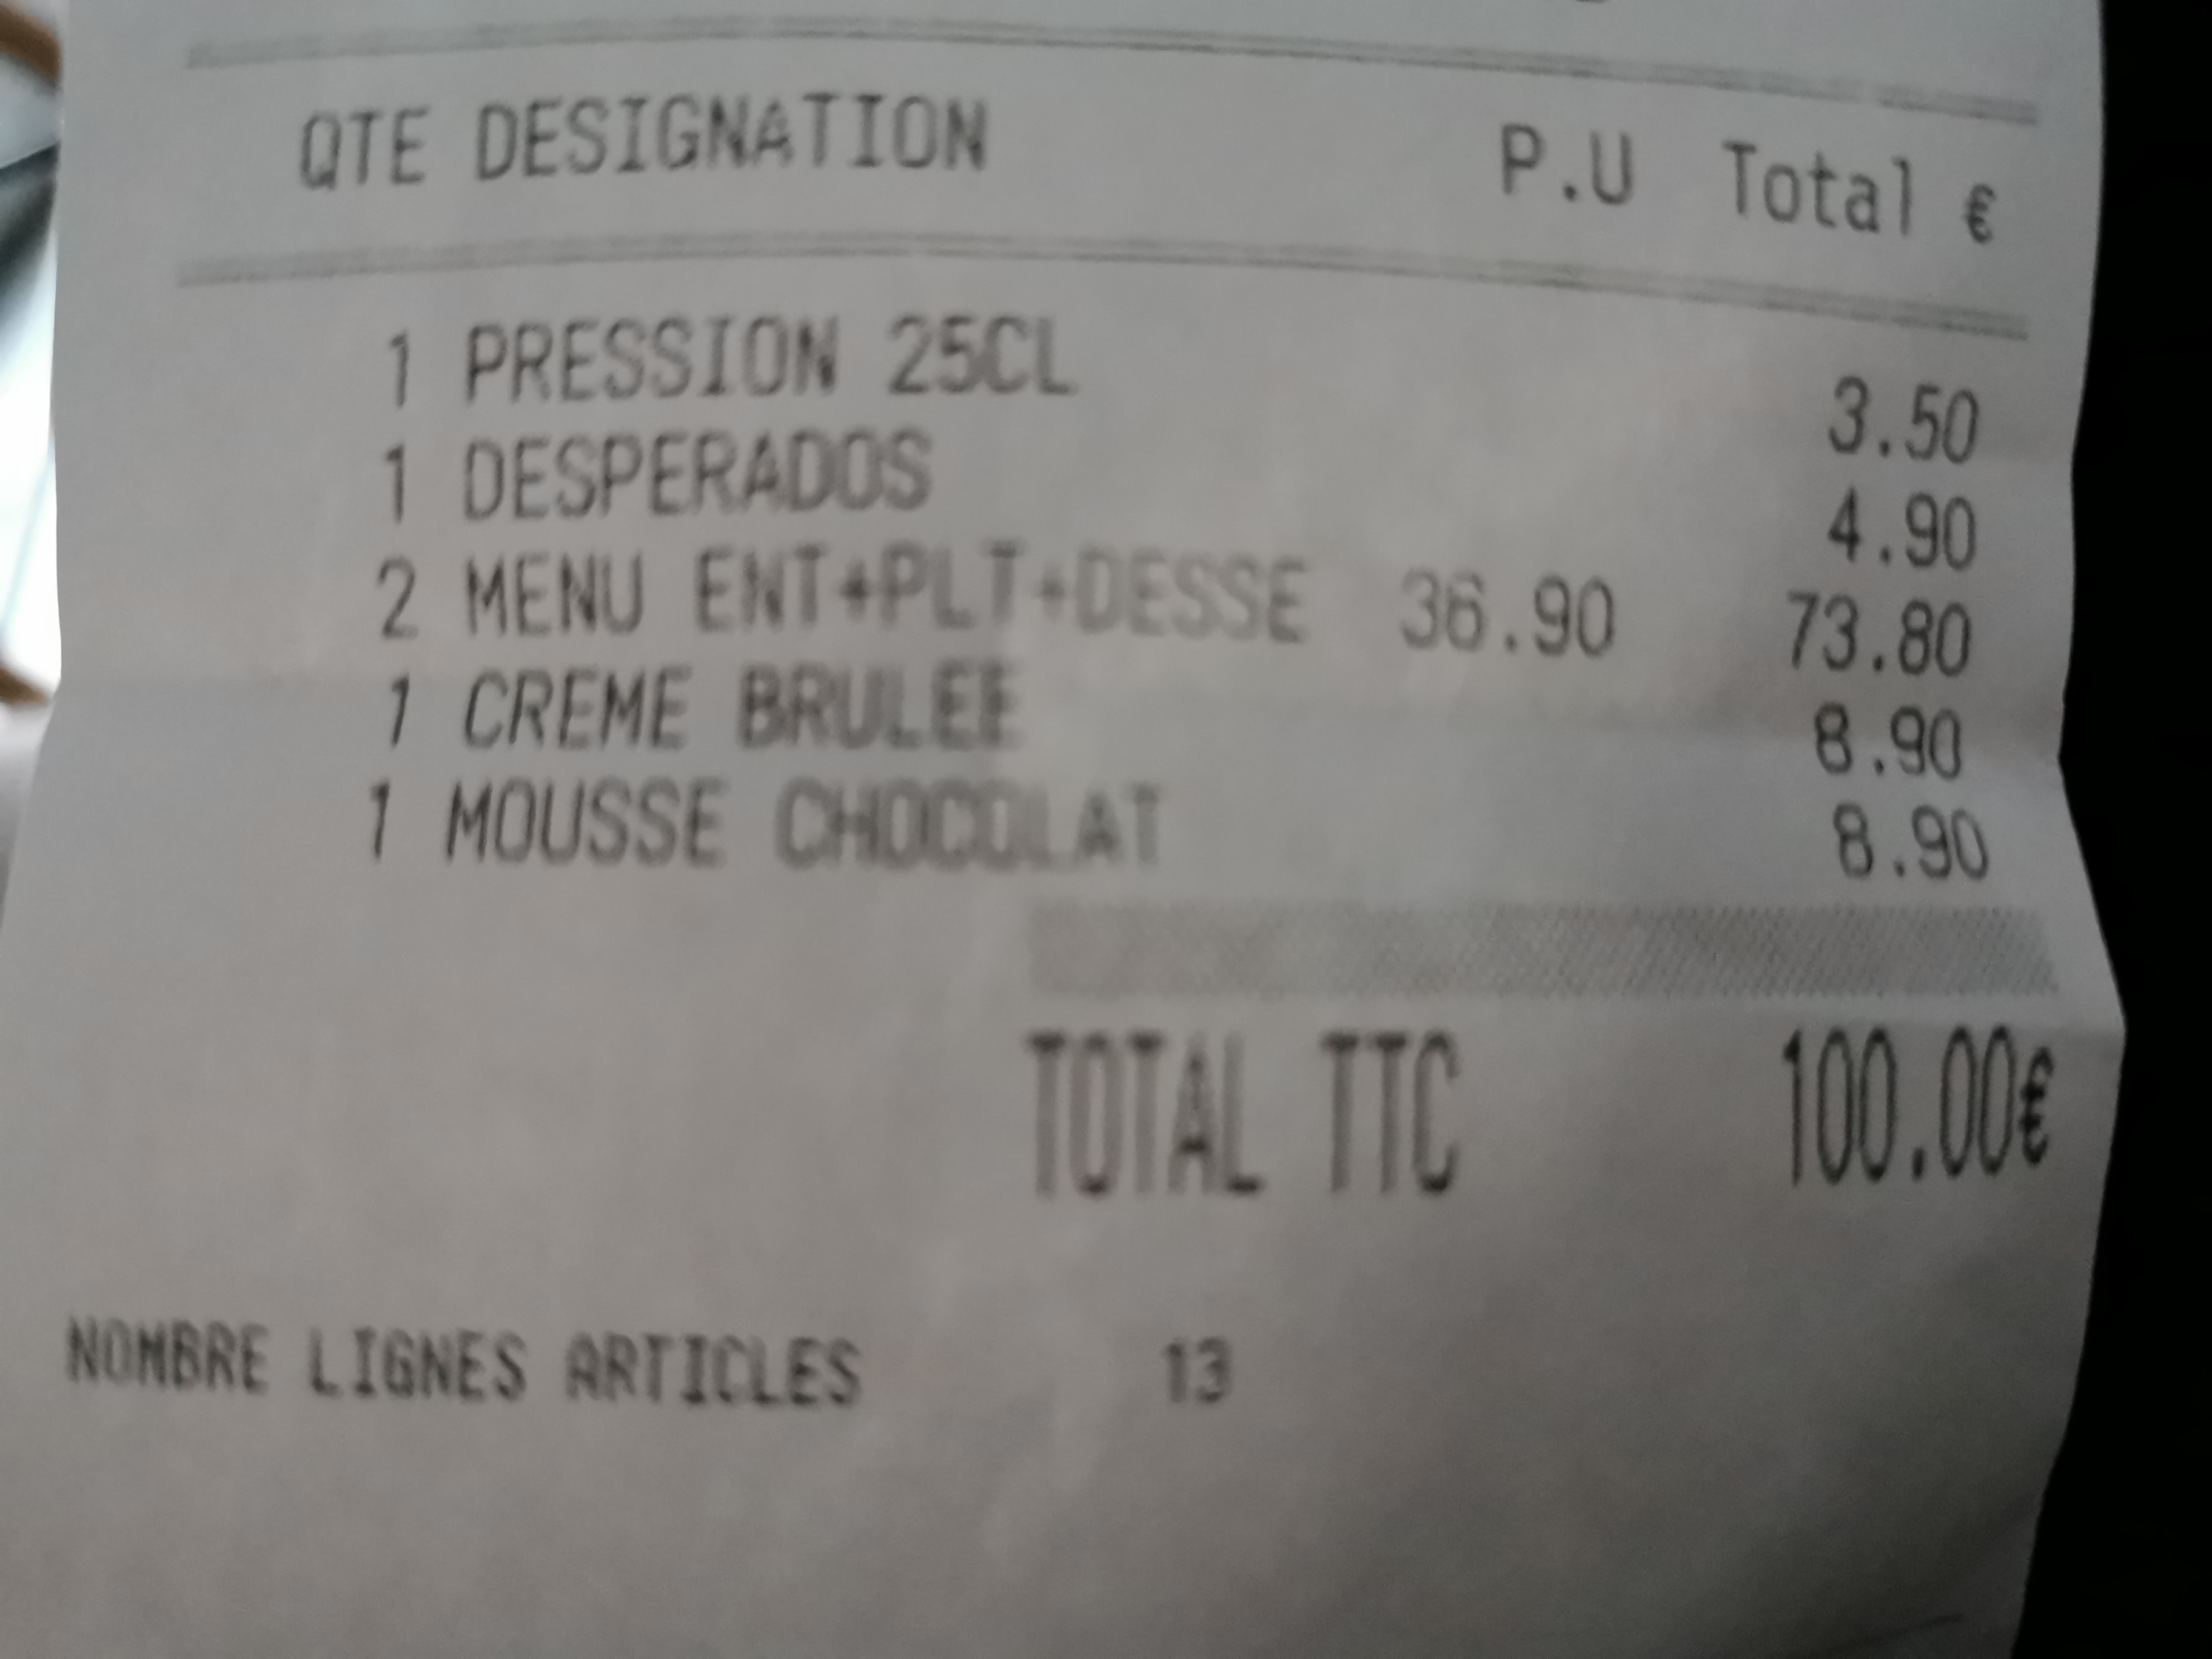 QTE DESIGNATION P.U Total €
1 PRESSION 25CL 3.50
1 DESPERADOS 4.90
2 MENU ENT+PLT+DESSE 36.90 73.80
1 CREME BRULEE 8.90
1 MOUSSE CHOCOLAT 8.90
TOTAL TTC 100.00€
NOMBRE LIGNES ARTICLES 13